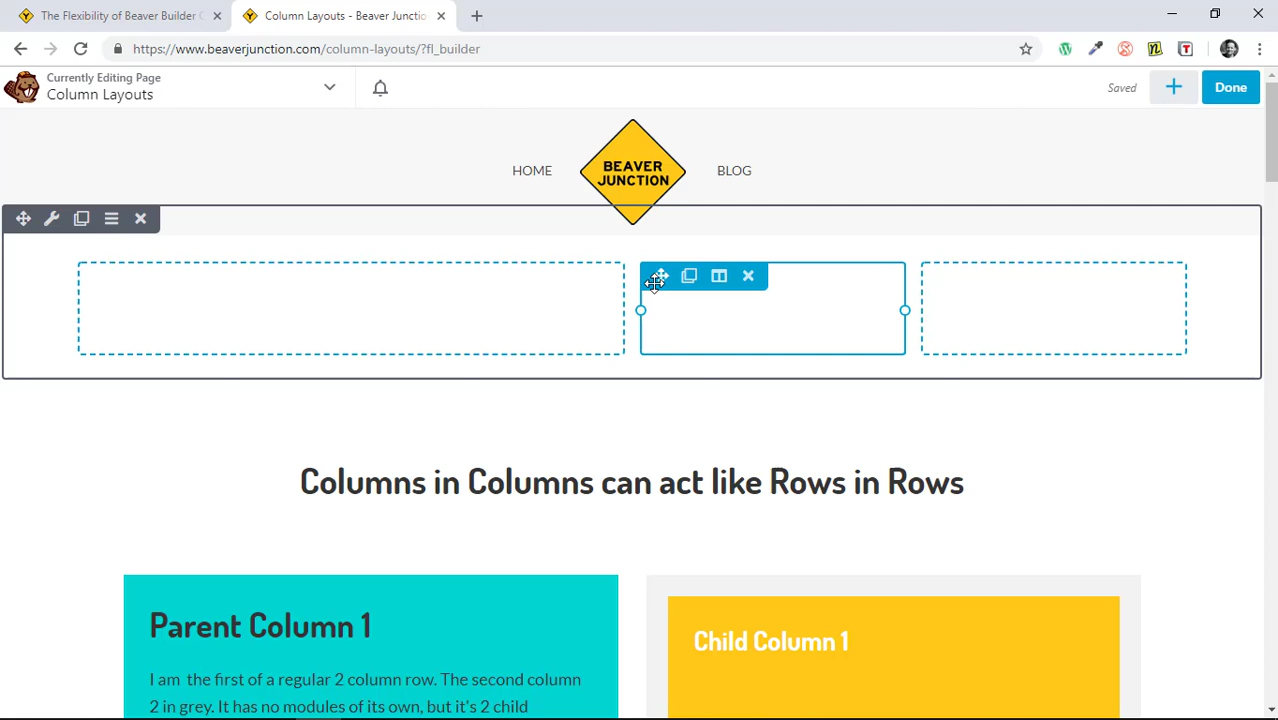 The Flexibility of Beaver Builder
Column Layouts - Beaver Junctio
https://www.beaverjunction.com/column-layouts/?fl_builder
Currently Editing Page
Column Layouts
Saved
Done
HOME
BEAVER
JUNCTION
BLOG
Columns in Columns can act like Rows in Rows
Parent Column 1
I am the first of a regular 2 column row. The second column
2 in grey. It has no modules of its own, but it's 2 child
Child Column 1